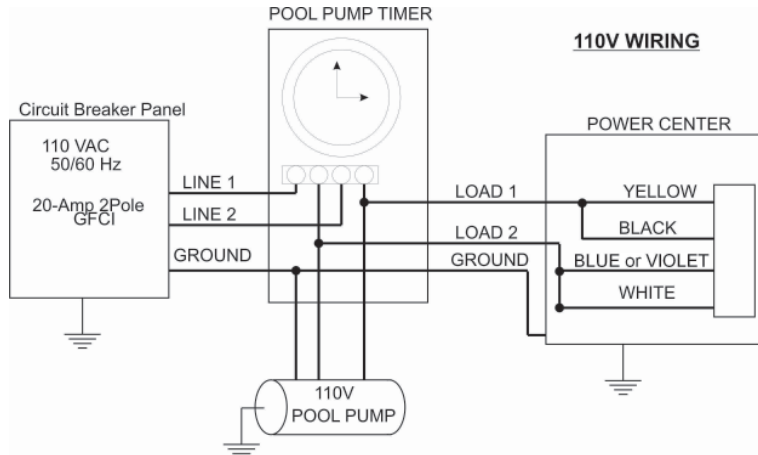 POOL PUMP TIMER
110V WIRING
Circuit Breaker Panel
110 VAC
50/60 Hz
20-Amp 2Pole
GFCI
LINE 1
LINE 2
GROUND
POWER CENTER
LOAD 1
YELLOW
BLACK
LOAD 2
GROUND
BLUE or VIOLET
WHITE
110V
POOL PUMP